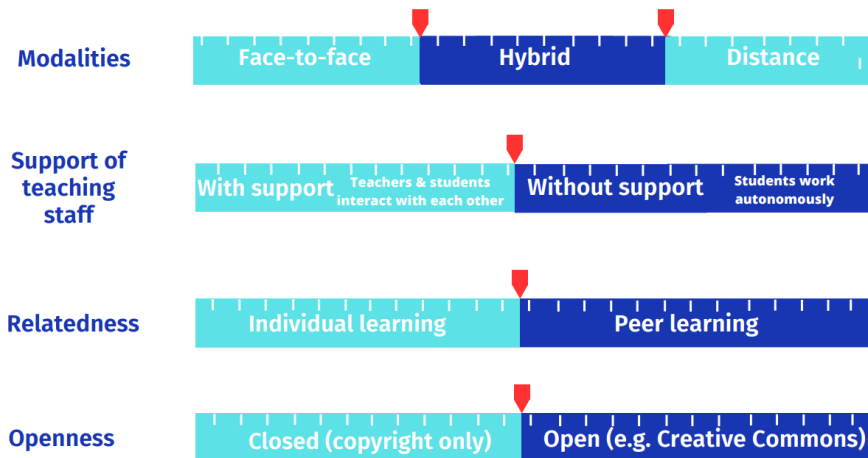 Modalities
Face-to-face
Hybrid
Distance
Support of
teaching
staff
With support
Teachers & students
interact with each other
Without support
Students work
autonomously
Relatedness
Individual learning
Peer learning
Openness
Closed (copyright only)
Open (e.g. Creative Commons)